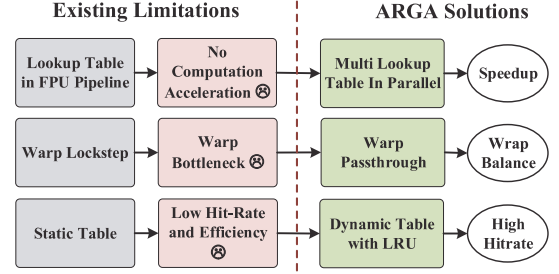 Existing Limitations
ARGA Solutions
Lookup Table
in FPU Pipeline
No
Computation
Acceleration
Multi Lookup
Table In Parallel
Speedup
Warp Lockstep
Warp
Bottleneck
Warp
Passthrough
Wrap
Balance
Static Table
Low Hit-Rate
and Efficiency
Dynamic Table
with LRU
High
Hitrate